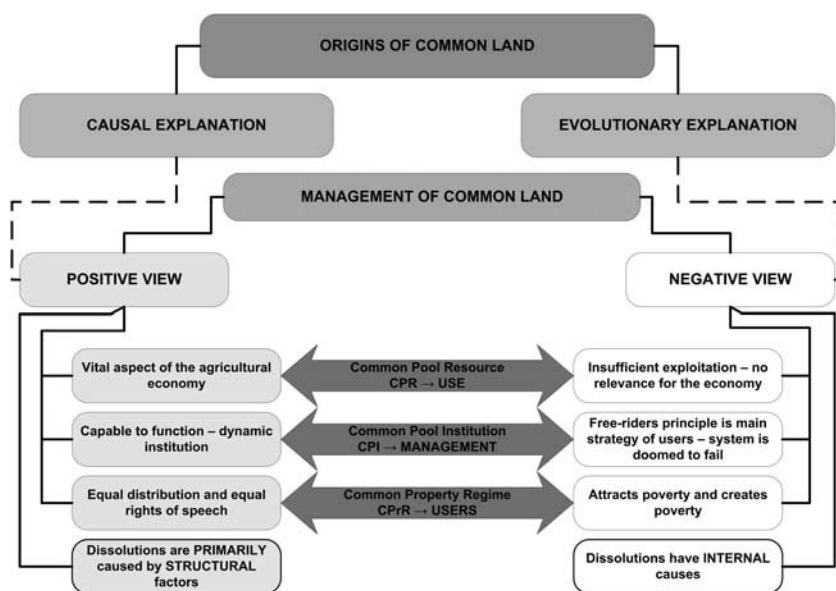 ORIGINS OF COMMON LAND
CAUSAL EXPLANATION
EVOLUTIONARY EXPLANATION
MANAGEMENT OF COMMON LAND
POSITIVE VIEW
NEGATIVE VIEW
Vital aspect of the agricultural
economy
Common Pool Resource
CPR → USE
Insufficient exploitation – no
relevance for the economy
Capable to function – dynamic
institution
Common Pool Institution
CPI → MANAGEMENT
Free-riders principle is main
strategy of users – system is
doomed to fail
Equal distribution and equal
rights of speech
Common Property Regime
CPrR → USERS
Attracts poverty and creates
poverty
Dissolutions are PRIMARILY
caused by STRUCTURAL
factors
Dissolutions have INTERNAL
causes